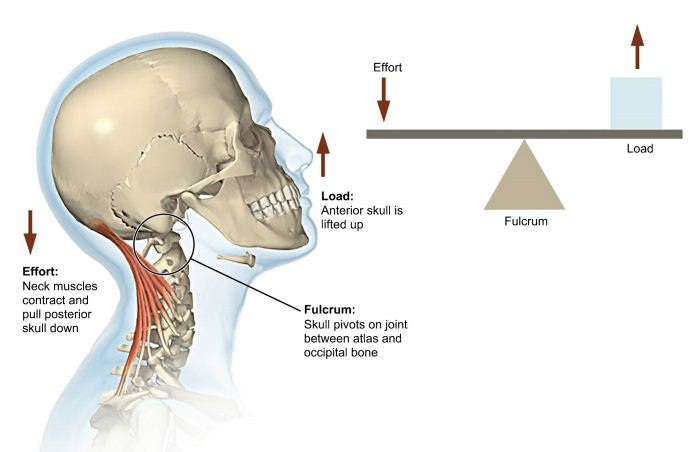 Effort
Load
Fulcrum
Load:
Anterior skull is
lifted up
Effort:
Neck muscles
contract and
pull posterior
skull down
Fulcrum:
Skull pivots on joint
between atlas and
occipital bone